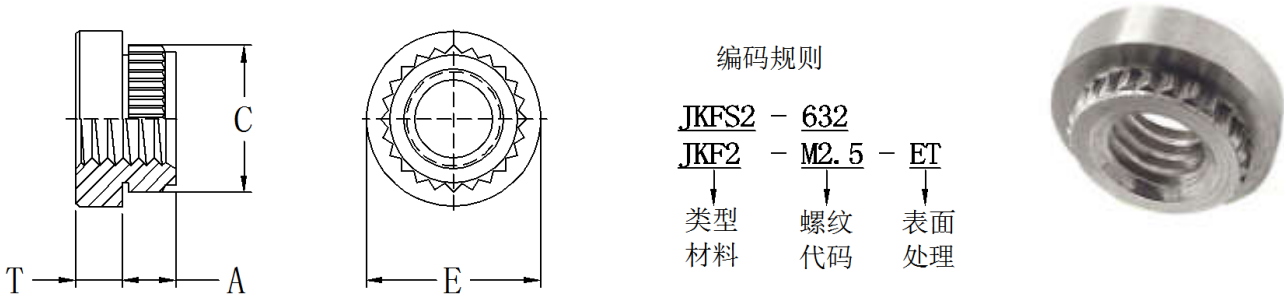 编码规则
JKFS2 - 632
JKF2 - M2.5 - ET
类型 螺纹 表面
材料 代码 处理
C
T A E